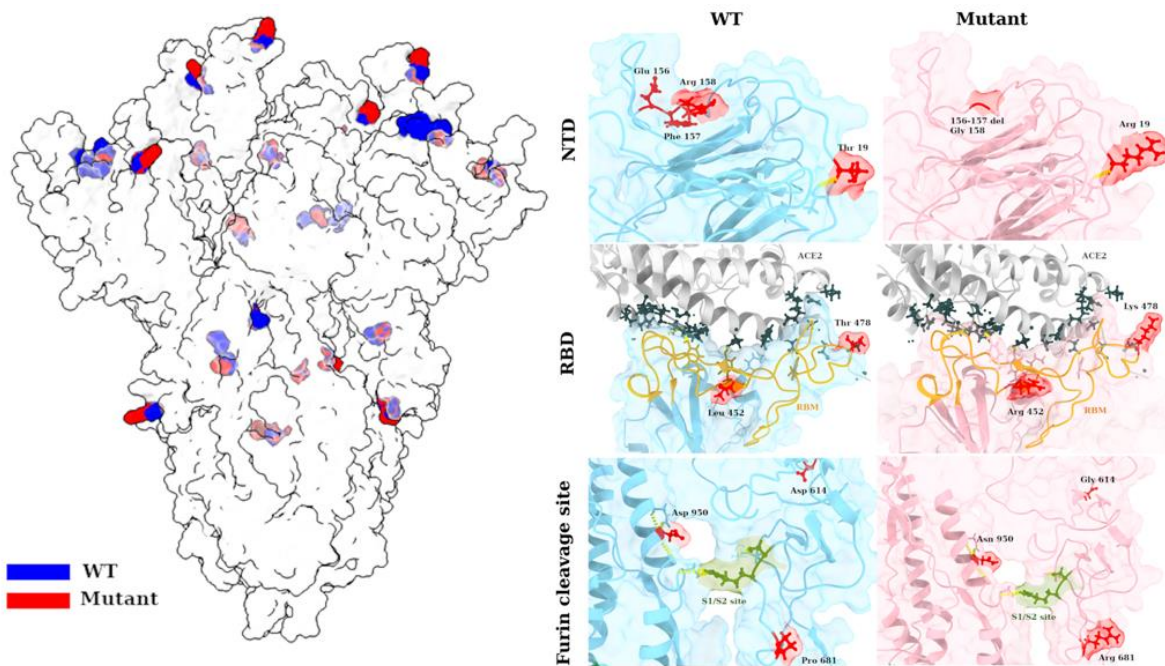 WT
Mutant
WT
Mutant
NTD
Glu 156
Arg 158
Phe 157
Thr 19
156-157 del
Gly 158
Arg 19
RBD
ACE2
Thr 478
Leu 452
RBM
ACE2
Lys 478
Arg 452
RBM
Furin cleavage site
Asp 614
Asp 950
S1/S2 site
Pro 681
Gly 614
Asn 950
S1/S2 site
Arg 681